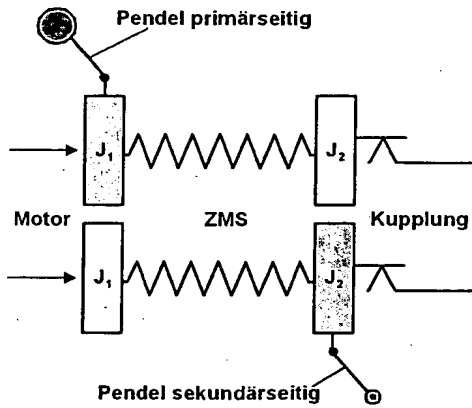 Pendel primärseitig
J₁ J₂
Motor ZMS Kupplung
J₁ J₂
Pendel sekundärseitig